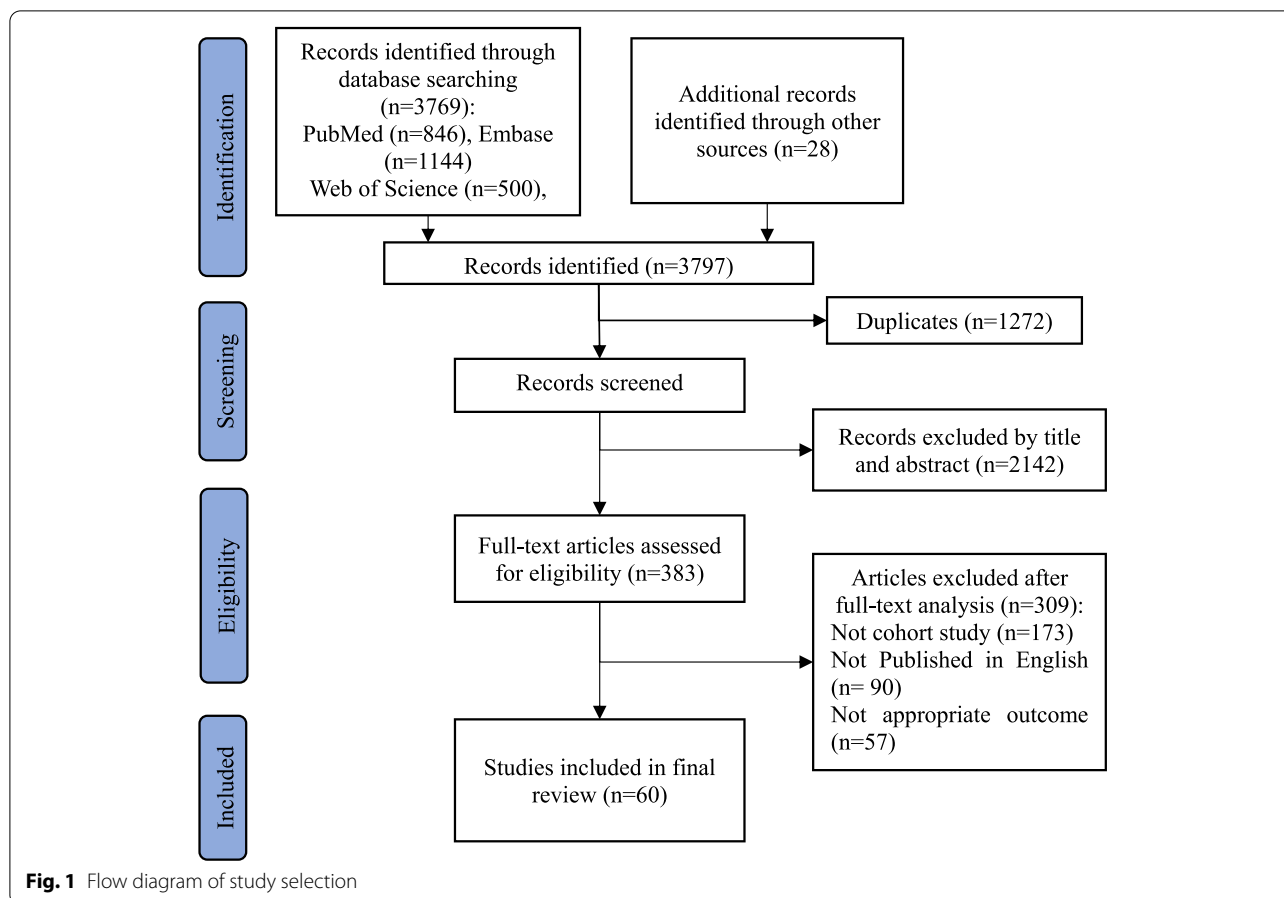 Identification
Records identified through
database searching
(n=3769):
PubMed (n=846), Embase
(n=1144)
Web of Science (n=500),
Additional records
identified through other
sources (n=28)
Records identified (n=3797)
Screening
Duplicates (n=1272)
Records screened
Records excluded by title
and abstract (n=2142)
Eligibility
Full-text articles assessed
for eligibility (n=383)
Articles excluded after
full-text analysis (n=309):
Not cohort study (n=173)
Not Published in English
(n= 90)
Not appropriate outcome
(n=57)
Included
Studies included in final
review (n=60)
Fig. 1 Flow diagram of study selection